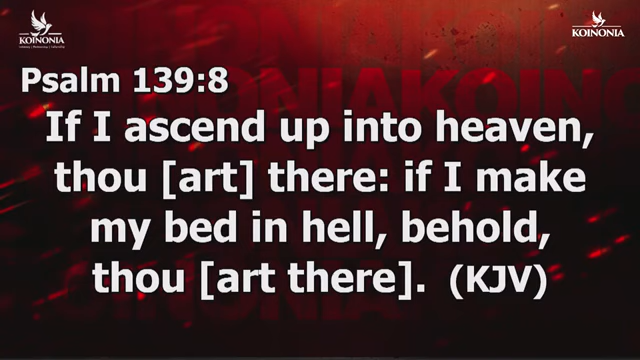 KOINONIA
KOINONIA
Psalm 139:8
If I ascend up into heaven,
thou [art] there: if I make
my bed in hell, behold,
thou [art there]. (KJV)